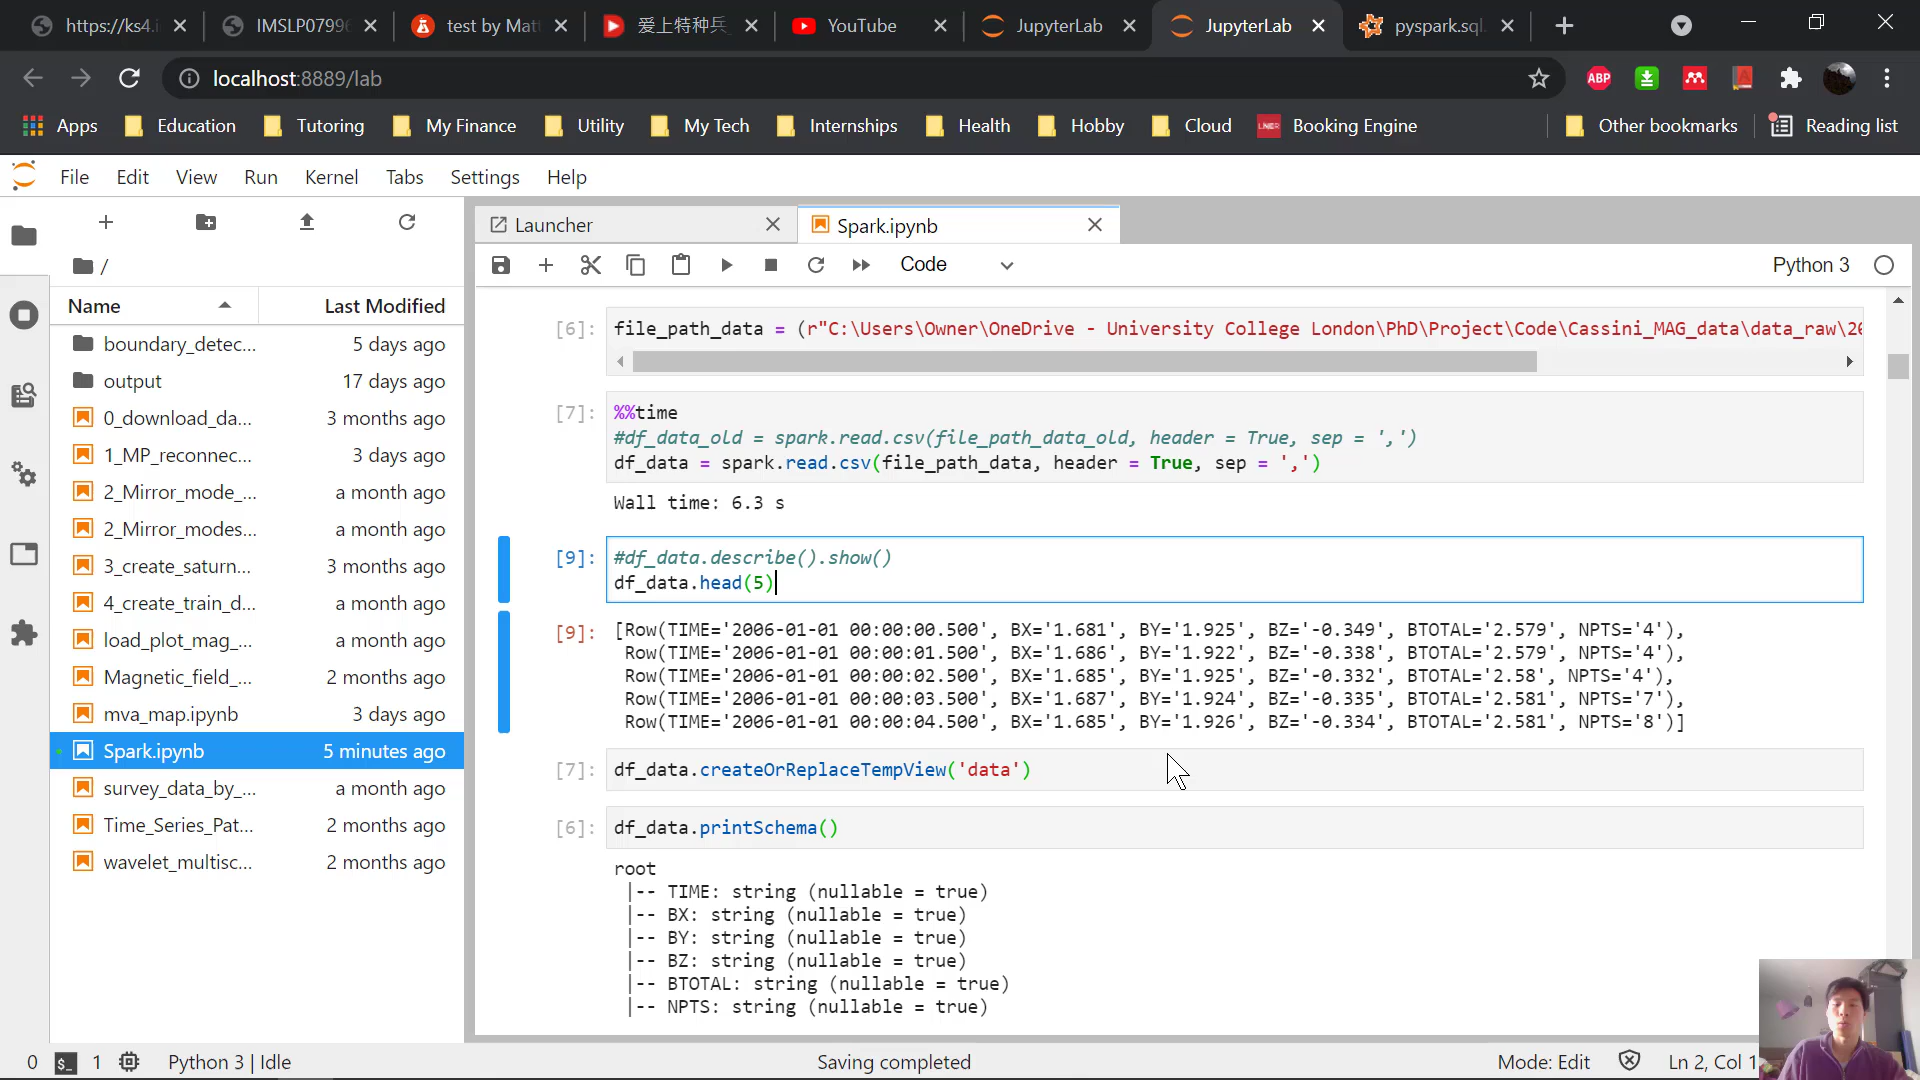 https://ks4.i
IMSLP0799
test by Mat
爱上特种兵
YouTube
JupyterLab
JupyterLab
pyspark.sql.
localhost:8889/lab
ABP
Apps
Education
Tutoring
My Finance
Utility
My Tech
Internships
Health
Hobby
Cloud
LNER
Booking Engine
Other bookmarks
Reading list
File
Edit
View
Run
Kernel
Tabs
Settings
Help
Launcher
Spark.ipynb
Code
Python 3
/
Name
Last Modified
boundary_detec... 5 days ago
output 17 days ago
0_download_da... 3 months ago
1_MP_reconnec... 3 days ago
2_Mirror_mode_... a month ago
2_Mirror_modes... a month ago
3_create_saturn... 3 months ago
4_create_train_d... a month ago
load_plot_mag_... a month ago
Magnetic_field_... 2 months ago
mva_map.ipynb 3 days ago
Spark.ipynb 5 minutes ago
survey_data_by_... a month ago
Time_Series_Pat... 2 months ago
wavelet_multisc... 2 months ago
[6]: file_path_data = (r"C:\Users\Owner\OneDrive - University College London\PhD\Project\Code\Cassini_MAG_data\data_raw\20
[7]: %%time
#df_data_old = spark.read.csv(file_path_data_old, header = True, sep = ',')
df_data = spark.read.csv(file_path_data, header = True, sep = ',')
Wall time: 6.3 s
[9]: #df_data.describe().show()
df_data.head(5)
[9]: [Row(TIME='2006-01-01 00:00:00.500', BX='1.681', BY='1.925', BZ='-0.349', BTOTAL='2.579', NPTS='4'),
Row(TIME='2006-01-01 00:00:01.500', BX='1.686', BY='1.922', BZ='-0.338', BTOTAL='2.579', NPTS='4'),
Row(TIME='2006-01-01 00:00:02.500', BX='1.685', BY='1.925', BZ='-0.332', BTOTAL='2.58', NPTS='4'),
Row(TIME='2006-01-01 00:00:03.500', BX='1.687', BY='1.924', BZ='-0.335', BTOTAL='2.581', NPTS='7'),
Row(TIME='2006-01-01 00:00:04.500', BX='1.685', BY='1.926', BZ='-0.334', BTOTAL='2.581', NPTS='8')]
[7]: df_data.createOrReplaceTempView('data')
[6]: df_data.printSchema()
root
|-- TIME: string (nullable = true)
|-- BX: string (nullable = true)
|-- BY: string (nullable = true)
|-- BZ: string (nullable = true)
|-- BTOTAL: string (nullable = true)
|-- NPTS: string (nullable = true)
0
$_
1
Python 3 | Idle
Saving completed
Mode: Edit
Ln 2, Col 1